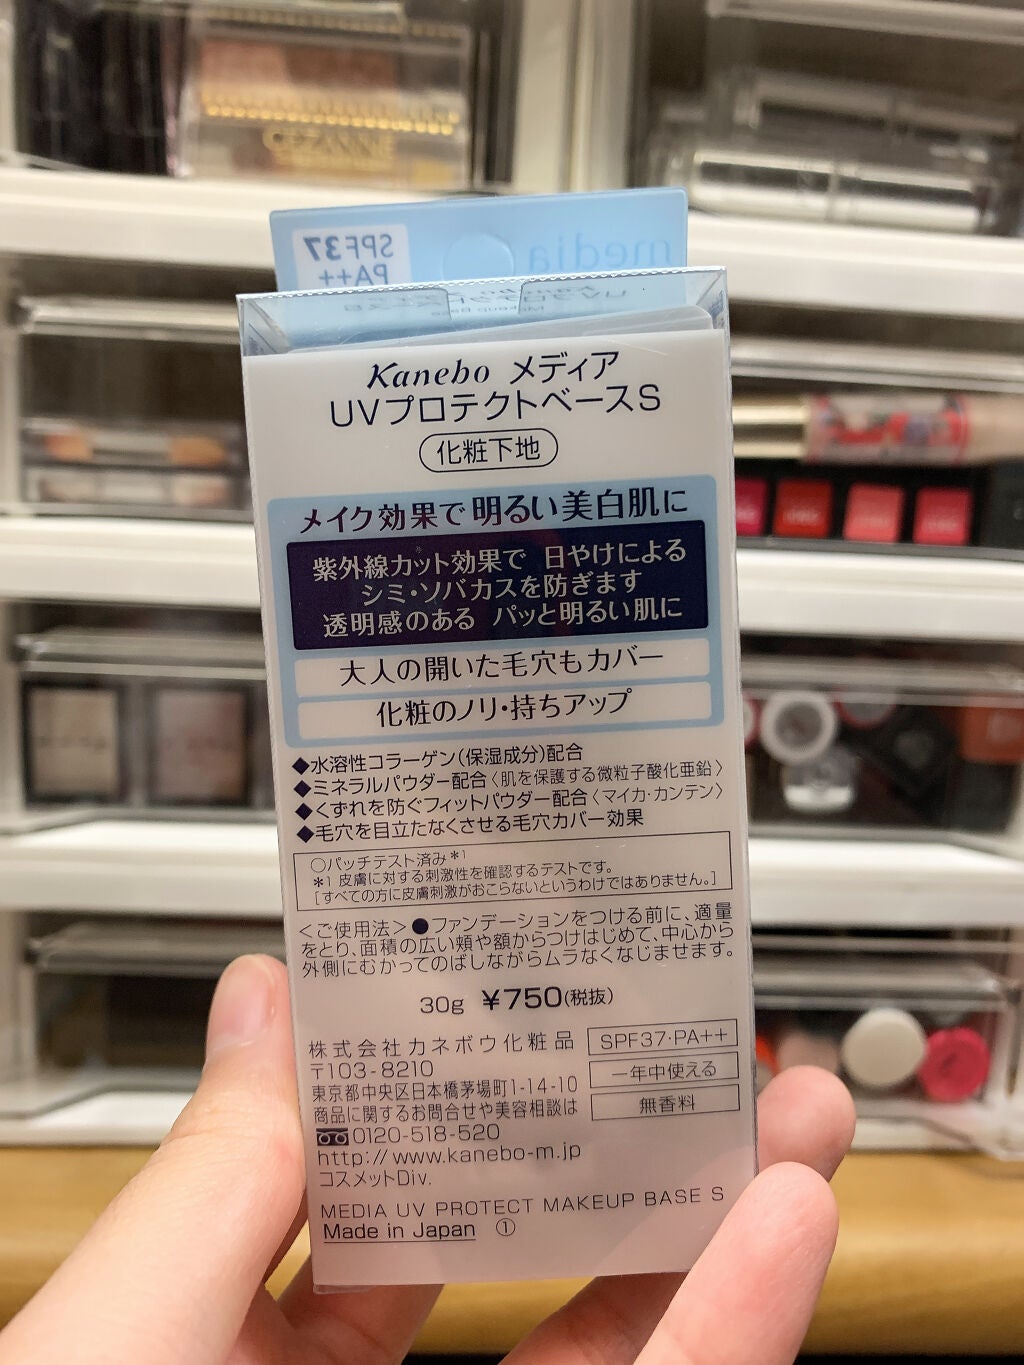 CEZANNE
media
SPF37
PA++
Kanebo
UVプロテクトベースS
Makeup Base
Kanebo メディア
UVプロテクトベースS
化粧下地
メイク効果で 明るい美白肌に
紫外線カット効果で 日やけによる
シミ・ソバカスを防ぎます
透明感のある パッと明るい肌に
大人の開いた毛穴もカバー
化粧のノリ・持ちアップ
◆水溶性コラーゲン(保湿成分)配合
◆ミネラルパウダー配合〈肌を保護する微粒子酸化亜鉛〉
◆くずれを防ぐフィットパウダー配合〈マイカ・カンテン〉
◆毛穴を目立たなくさせる毛穴カバー効果
○パッチテスト済み*1
*1 皮膚に対する刺激性を確認するテストです。
[すべての方に皮膚刺激がおこらないというわけではありません。]
＜ご使用法＞●ファンデーションをつける前に、適量
をとり、面積の広い頬や額からつけはじめて、中心から
外側にむかってのばしながらムラなくなじませます。
30g ¥750(税抜)
株式会社カネボウ化粧品
〒103-8210
東京都中央区日本橋茅場町1-14-10
商品に関するお問合せや美容相談は
0120-518-520
http://www.kanebo-m.jp
コスメットDiv.
SPF37・PA++
一年中使える
無香料
MEDIA UV PROTECT MAKEUP BASE S
Made in Japan ①